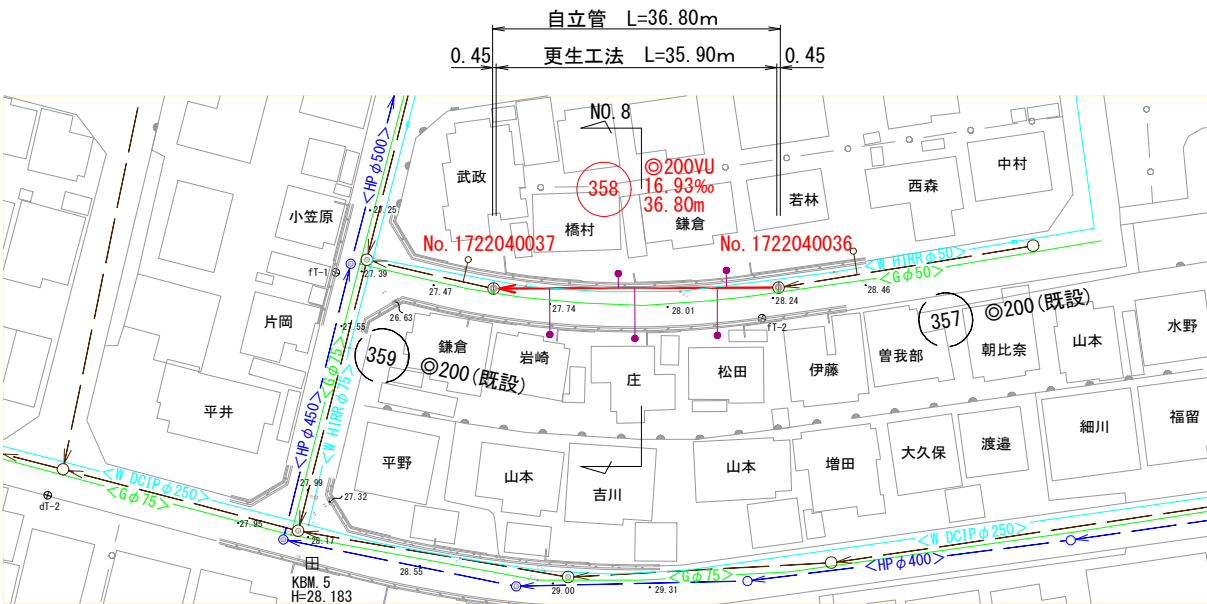 自立管 L=36.80m
0.45 更生工法 L=35.90m 0.45
NO.8
<HPφ500>
武政
358
◎200VU
16.93‰
36.80m
中村
西森
若林
小笠原
27.25
橋村
鎌倉
No. 1722040037
No. 1722040036
<W HIRRφ50>
<Gφ50>
27.39
27.47
27.74
28.01
28.24
28.46
26.63
27.55
fT-2
357
◎200(既設)
片岡
359
◎200(既設)
鎌倉
岩崎
庄
松田
伊藤
曽我部
朝比奈
山本
水野
<Gφ75>
<HPφ450>
<W HIRRφ75>
平井
平野
山本
吉川
山本
増田
大久保
渡邉
細川
福留
<W DCIPφ250>
<Gφ75>
dT-2
27.99
27.32
27.95
28.17
28.55
29.00
29.31
<Gφ75>
<W DCIPφ250>
<HPφ400>
KBM.5
H=28.183